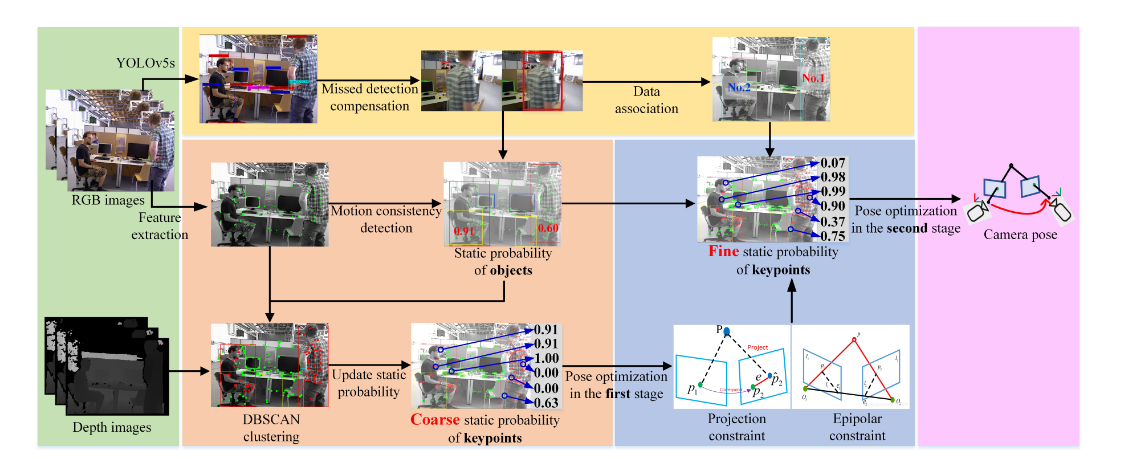 YOLOv5s
Missed detection
compensation
Data
association
No.1
No.2
RGB images
Feature
extraction
Motion consistency
detection
0.91
0.60
Static probability
of objects
0.07
0.98
0.99
0.90
0.37
0.75
Fine static probability
of keypoints
Pose optimization
in the second stage
Camera pose
Depth images
DBSCAN
clustering
Update static
probability
0.91
0.91
1.00
0.00
0.00
0.63
Coarse static probability
of keypoints
Pose optimization
in the first stage
P
Project
p1
e
p̂2
p2
Projection
constraint
Epipolar
constraint